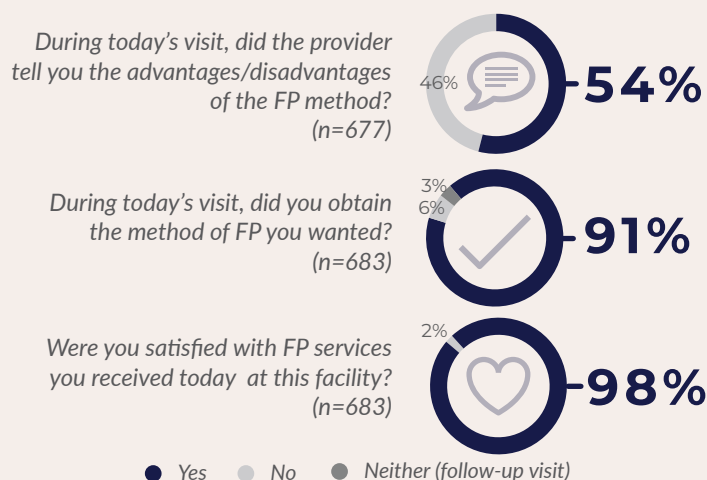 During today's visit, did the provider
tell you the advantages/disadvantages
of the FP method?
(n=677)
46%
54%
During today's visit, did you obtain
the method of FP you wanted?
(n=683)
3%
6%
91%
Were you satisfied with FP services
you received today at this facility?
(n=683)
2%
98%
Yes
No
Neither (follow-up visit)